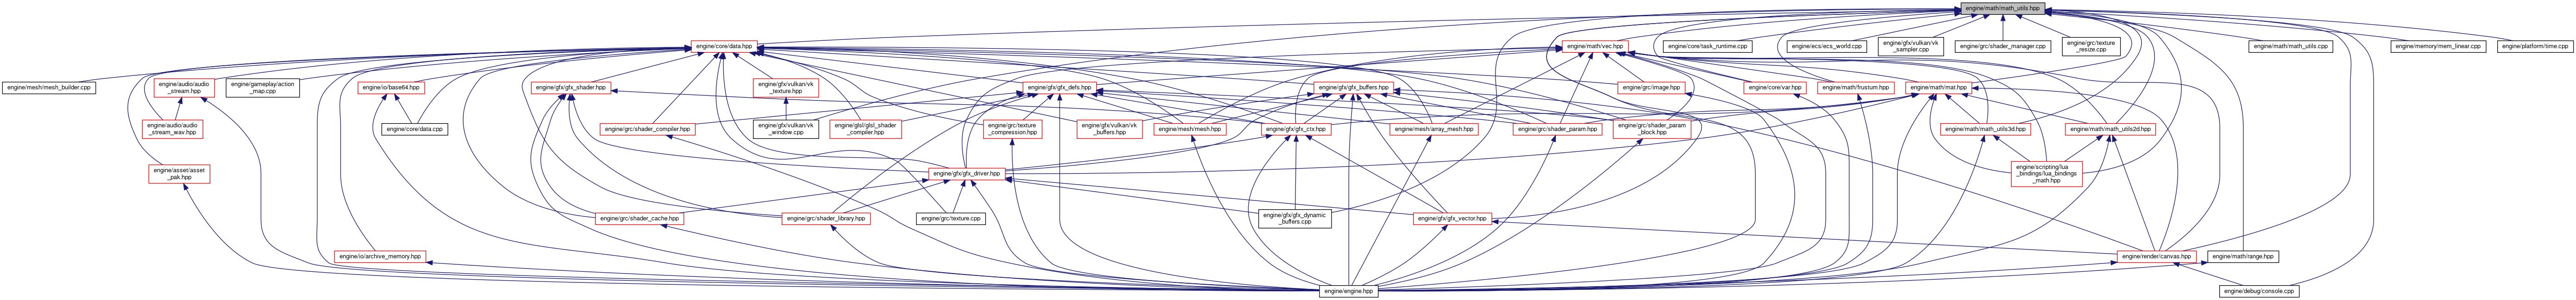 engine/math/math_utils.hpp
engine/core/data.hpp
engine/math/vec.hpp
engine/core/task_runtime.cpp
engine/ecs/ecs_world.cpp
engine/gfx/vulkan/vk
_sampler.cpp
engine/grc/shader_manager.cpp
engine/grc/texture
_resize.cpp
engine/math/math_utils.cpp
engine/memory/mem_linear.cpp
engine/platform/time.cpp
engine/mesh/mesh_builder.cpp
engine/audio/audio
_stream.hpp
engine/gameplay/action
_map.cpp
engine/io/base64.hpp
engine/gfx/gfx_shader.hpp
engine/gfx/vulkan/vk
_texture.hpp
engine/gfx/gfx_defs.hpp
engine/gfx/gfx_buffers.hpp
engine/grc/image.hpp
engine/core/var.hpp
engine/math/frustum.hpp
engine/math/mat.hpp
engine/audio/audio
_stream_wav.hpp
engine/core/data.cpp
engine/grc/shader_compiler.hpp
engine/gfx/vulkan/vk
_window.cpp
engine/glsl/glsl_shader
_compiler.hpp
engine/grc/texture
_compression.hpp
engine/gfx/vulkan/vk
_buffers.hpp
engine/mesh/mesh.hpp
engine/gfx/gfx_ctx.hpp
engine/mesh/array_mesh.hpp
engine/grc/shader_param.hpp
engine/grc/shader_param
_block.hpp
engine/math/math_utils3d.hpp
engine/math/math_utils2d.hpp
engine/asset/asset
_pak.hpp
engine/gfx/gfx_driver.hpp
engine/scripting/lua
_bindings/lua_bindings
_math.hpp
engine/grc/shader_cache.hpp
engine/grc/shader_library.hpp
engine/grc/texture.cpp
engine/gfx/gfx_dynamic
_buffers.cpp
engine/gfx/gfx_vector.hpp
engine/io/archive_memory.hpp
engine/render/canvas.hpp
engine/math/range.hpp
engine/engine.hpp
engine/debug/console.cpp